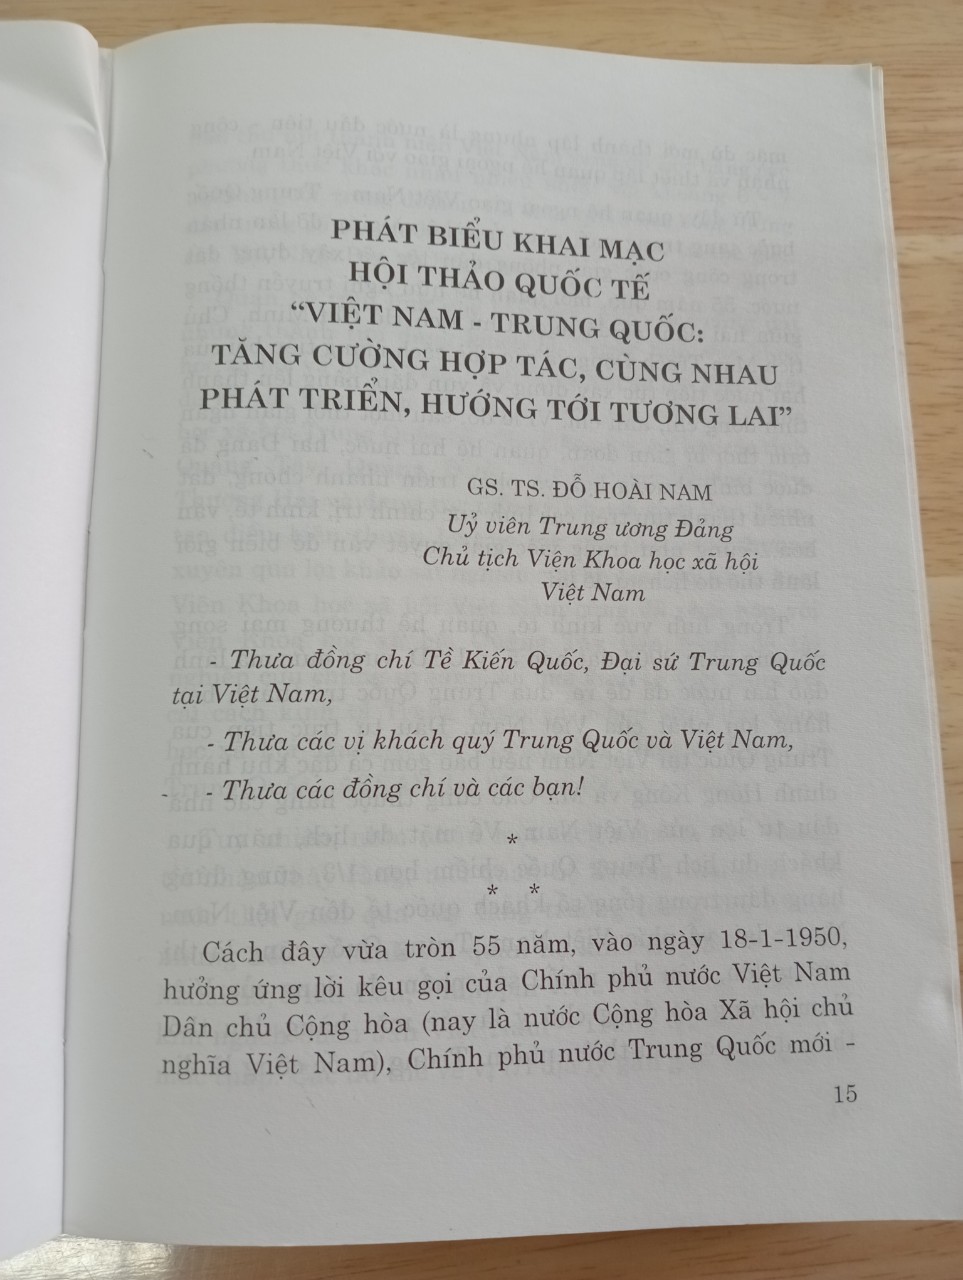 PHÁT BIỂU KHAI MẠC
HỘI THẢO QUỐC TẾ
“VIỆT NAM - TRUNG QUỐC:
TĂNG CƯỜNG HỢP TÁC, CÙNG NHAU
PHÁT TRIỂN, HƯỚNG TỚI TƯƠNG LAI”
GS. TS. ĐỖ HOÀI NAM
Uỷ viên Trung ương Đảng
Chủ tịch Viện Khoa học xã hội
Việt Nam
- Thưa đồng chí Tề Kiến Quốc, Đại sứ Trung Quốc
tại Việt Nam,
- Thưa các vị khách quý Trung Quốc và Việt Nam,
- Thưa các đồng chí và các bạn!
*
* *
Cách đây vừa tròn 55 năm, vào ngày 18-1-1950,
hưởng ứng lời kêu gọi của Chính phủ nước Việt Nam
Dân chủ Cộng hòa (nay là nước Cộng hòa Xã hội chủ
nghĩa Việt Nam), Chính phủ nước Trung Quốc mới -
15